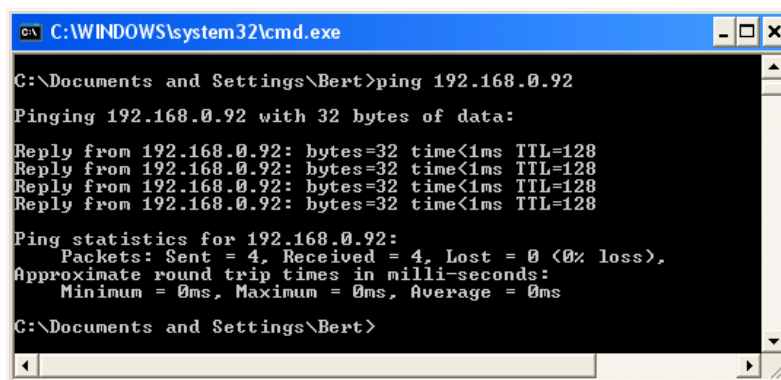 C:\WINDOWS\system32\cmd.exe
C:\Documents and Settings\Bert>ping 192.168.0.92
Pinging 192.168.0.92 with 32 bytes of data:
Reply from 192.168.0.92: bytes=32 time<1ms TTL=128
Reply from 192.168.0.92: bytes=32 time<1ms TTL=128
Reply from 192.168.0.92: bytes=32 time<1ms TTL=128
Reply from 192.168.0.92: bytes=32 time<1ms TTL=128
Ping statistics for 192.168.0.92:
    Packets: Sent = 4, Received = 4, Lost = 0 (0% loss),
Approximate round trip times in milli-seconds:
    Minimum = 0ms, Maximum = 0ms, Average = 0ms
C:\Documents and Settings\Bert>